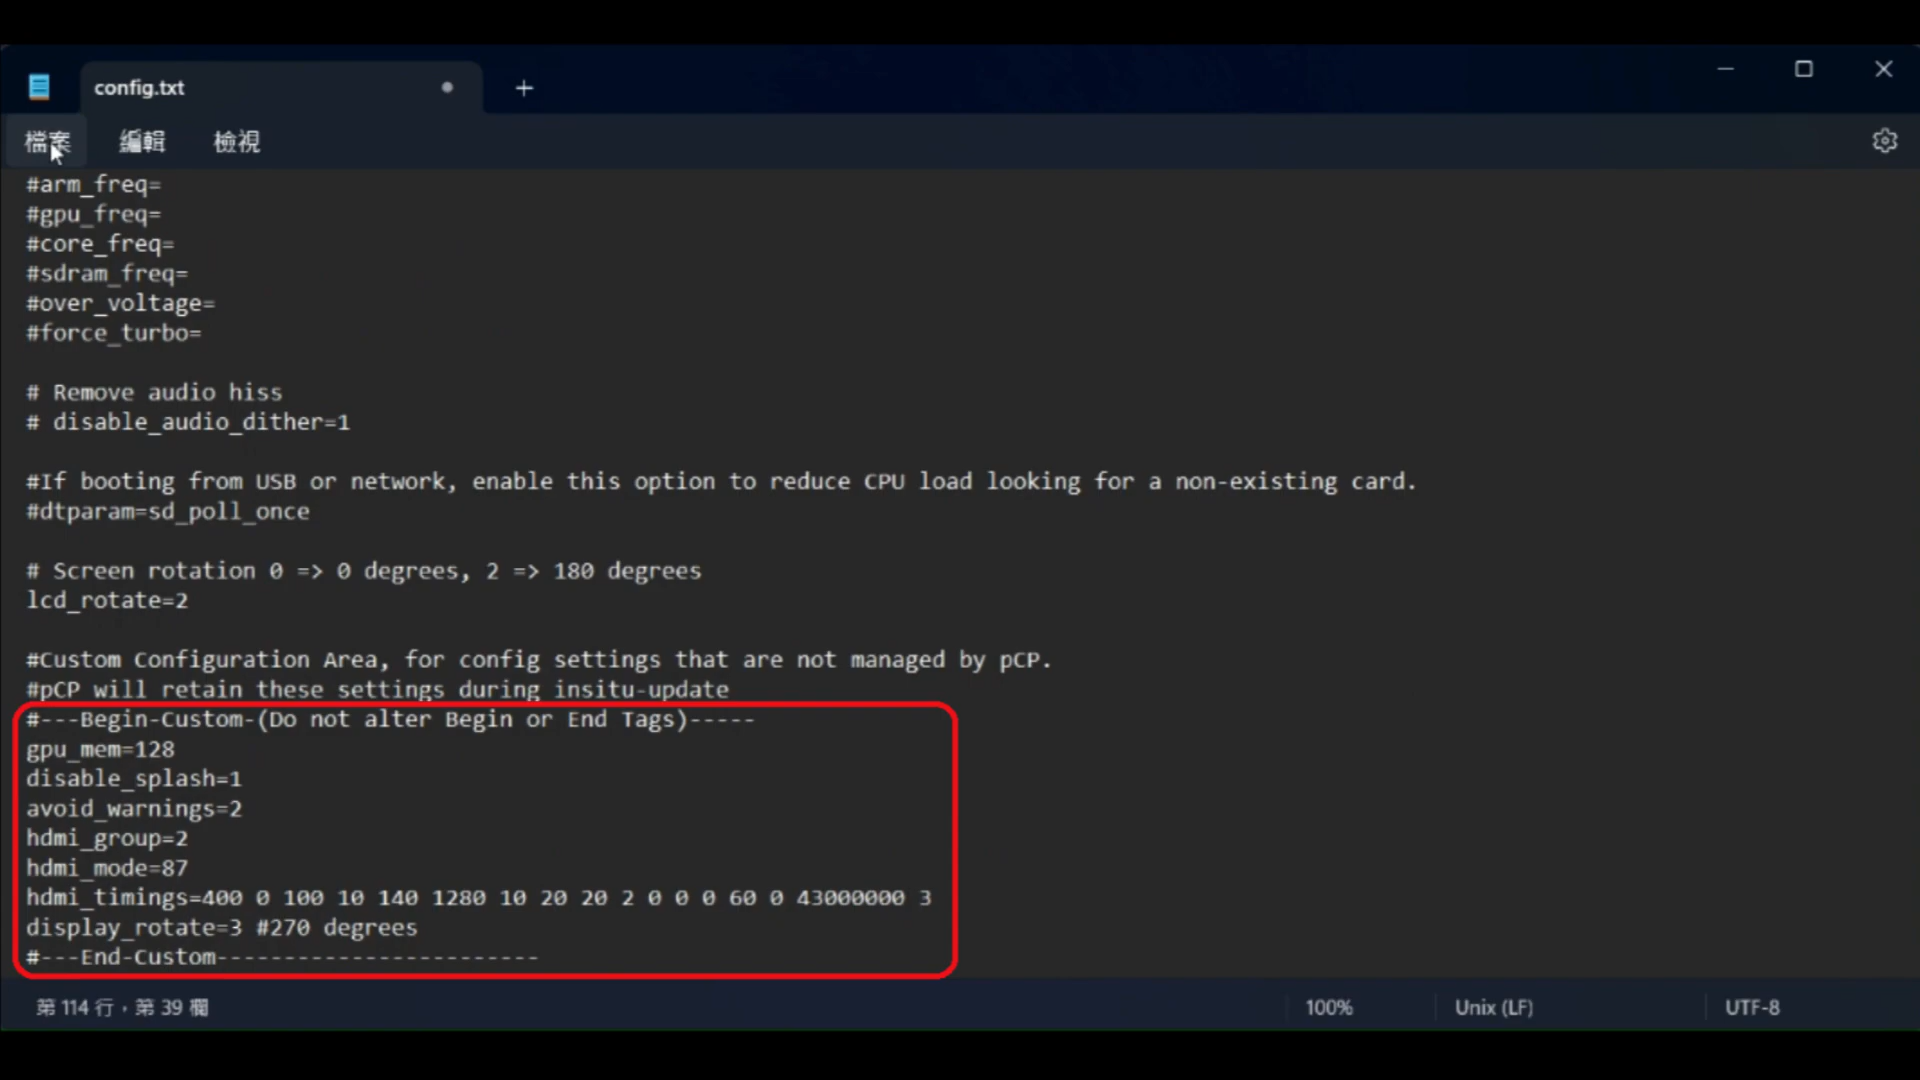 config.txt
檔案 編輯 檢視
#arm_freq=
#gpu_freq=
#core_freq=
#sdram_freq=
#over_voltage=
#force_turbo=
# Remove audio hiss
# disable_audio_dither=1
#If booting from USB or network, enable this option to reduce CPU load looking for a non-existing card.
#dtparam=sd_poll_once
# Screen rotation 0 => 0 degrees, 2 => 180 degrees
lcd_rotate=2
#Custom Configuration Area, for config settings that are not managed by pCP.
#pCP will retain these settings during insitu-update
#---Begin-Custom-(Do not alter Begin or End Tags)-----
gpu_mem=128
disable_splash=1
avoid_warnings=2
hdmi_group=2
hdmi_mode=87
hdmi_timings=400 0 100 10 140 1280 10 20 20 2 0 0 0 60 0 43000000 3
display_rotate=3 #270 degrees
#---End-Custom------------------------
第 114 行，第 39 欄 100% Unix (LF) UTF-8